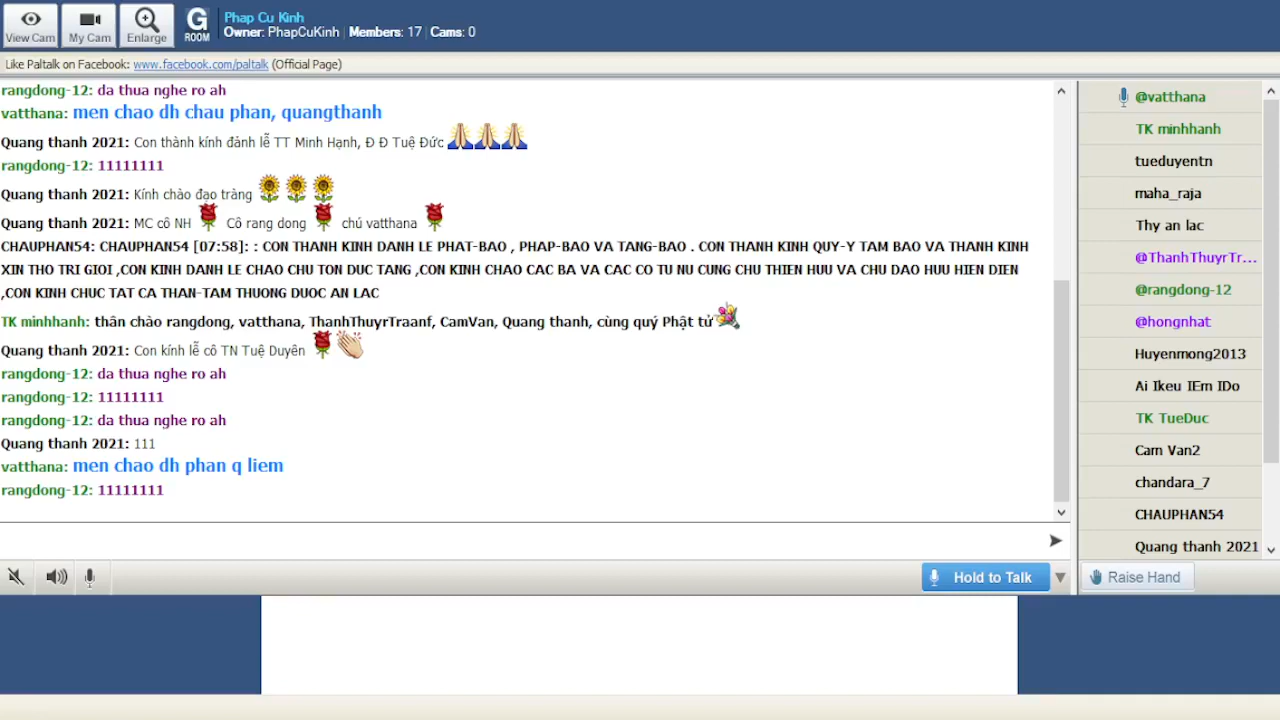 View Cam
My Cam
Enlarge
G
ROOM
Phap Cu Kinh
Owner: PhapCuKinh | Members: 17 | Cams: 0
Like Paltalk on Facebook: www.facebook.com/paltalk (Official Page)
rangdong-12: da thua nghe ro ah
vatthana: men chao dh chau phan, quangthanh
Quang thanh 2021: Con thành kính đảnh lễ TT Minh Hạnh, Đ Đ Tuệ Đức
rangdong-12: 11111111
Quang thanh 2021: Kính chào đạo tràng
Quang thanh 2021: MC cô NH Cô rang dong chú vatthana
CHAUPHAN54: CHAUPHAN54 [07:58]: : CON THANH KINH DANH LE PHAT-BAO , PHAP-BAO VA TANG-BAO . CON THANH KINH QUY-Y TAM BAO VA THANH KINH
XIN THO TRI GIOI ,CON KINH DANH LE CHAO CHU TON DUC TANG ,CON KINH CHAO CAC BA VA CAC CO TU NU CUNG CHU THIEN HUU VA CHU DAO HUU HIEN DIEN
,CON KINH CHUC TAT CA THAN-TAM THUONG DUOC AN LAC
TK minhhanh: thân chào rangdong, vatthana, ThanhThuyrTraanf, CamVan, Quang thanh, cùng quý Phật tử
Quang thanh 2021: Con kính lễ cô TN Tuệ Duyên
rangdong-12: da thua nghe ro ah
rangdong-12: 11111111
rangdong-12: da thua nghe ro ah
Quang thanh 2021: 111
vatthana: men chao dh phan q liem
rangdong-12: 11111111
@vatthana
TK minhhanh
tueduyentn
maha_raja
Thy an lac
@ThanhThuyrTr...
@rangdong-12
@hongnhat
Huyenmong2013
Ai Ikeu IEm IDo
TK TueDuc
Cam Van2
chandara_7
CHAUPHAN54
Quang thanh 2021
Hold to Talk
Raise Hand